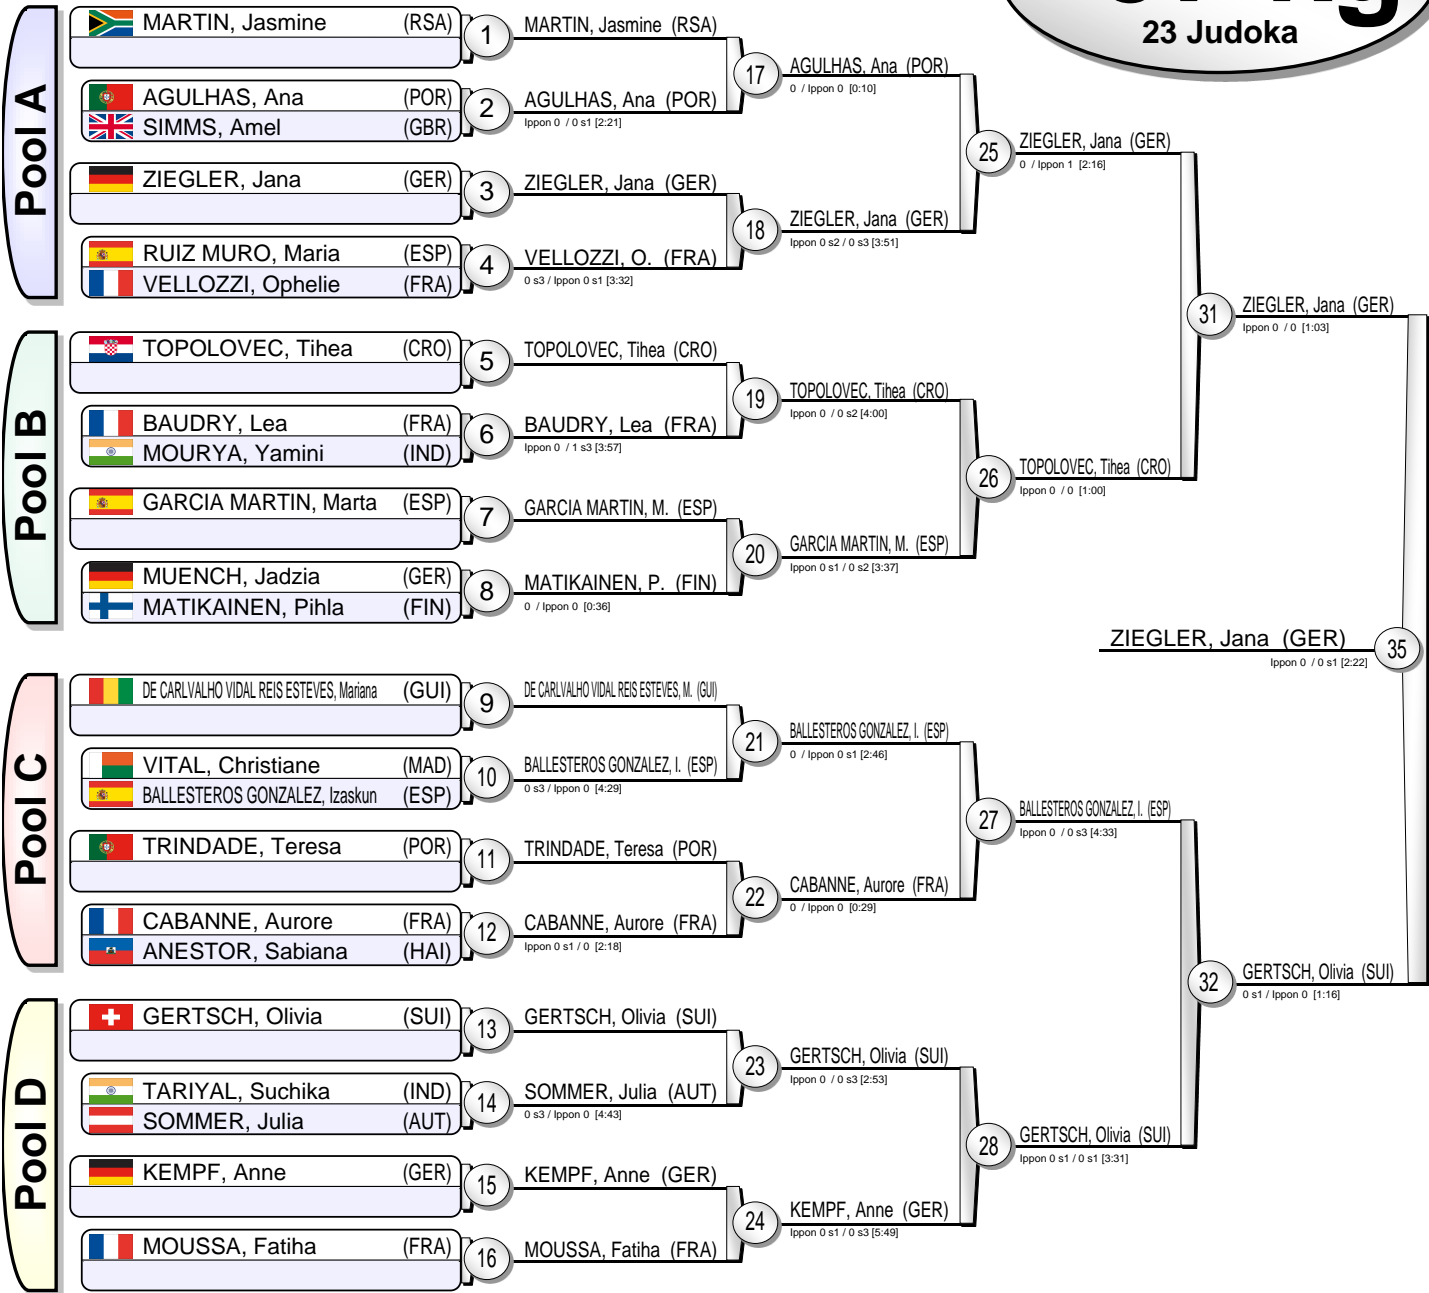 23 Judoka
Pool A
MARTIN, Jasmine (RSA)
1
AGULHAS, Ana (POR)
SIMMS, Amel (GBR)
2
ZIEGLER, Jana (GER)
3
RUIZ MURO, Maria (ESP)
VELLOZZI, Ophelie (FRA)
4
Pool B
TOPOLOVEC, Tihea (CRO)
5
BAUDRY, Lea (FRA)
MOURYA, Yamini (IND)
6
GARCIA MARTIN, Marta (ESP)
7
MUENCH, Jadzia (GER)
MATIKAINEN, Pihla (FIN)
8
Pool C
DE CARLVALHO VIDAL REIS ESTEVES, Mariana (GUI)
9
VITAL, Christiane (MAD)
BALLESTEROS GONZALEZ, Izaskun (ESP)
10
TRINDADE, Teresa (POR)
11
CABANNE, Aurore (FRA)
ANESTOR, Sabiana (HAI)
12
Pool D
GERTSCH, Olivia (SUI)
13
TARIYAL, Suchika (IND)
SOMMER, Julia (AUT)
14
KEMPF, Anne (GER)
15
MOUSSA, Fatiha (FRA)
16
MARTIN, Jasmine (RSA)
AGULHAS, Ana (POR)
Ippon 0 / 0 s1 [2:21]
17
ZIEGLER, Jana (GER)
VELLOZZI, O. (FRA)
0 s3 / Ippon 0 s1 [3:32]
18
TOPOLOVEC, Tihea (CRO)
BAUDRY, Lea (FRA)
Ippon 0 / 1 s3 [3:57]
19
GARCIA MARTIN, M. (ESP)
MATIKAINEN, P. (FIN)
0 / Ippon 0 [0:36]
20
DE CARLVALHO VIDAL REIS ESTEVES, M. (GUI)
BALLESTEROS GONZALEZ, I. (ESP)
0 s3 / Ippon 0 [4:29]
21
TRINDADE, Teresa (POR)
CABANNE, Aurore (FRA)
Ippon 0 s1 / 0 [2:18]
22
GERTSCH, Olivia (SUI)
SOMMER, Julia (AUT)
0 s3 / Ippon 0 [4:43]
23
KEMPF, Anne (GER)
MOUSSA, Fatiha (FRA)
24
AGULHAS, Ana (POR)
0 / Ippon 0 [0:10]
ZIEGLER, Jana (GER)
Ippon 0 s2 / 0 s3 [3:51]
25
TOPOLOVEC, Tihea (CRO)
Ippon 0 / 0 s2 [4:00]
GARCIA MARTIN, M. (ESP)
Ippon 0 s1 / 0 s2 [3:37]
26
BALLESTEROS GONZALEZ, I. (ESP)
0 / Ippon 0 s1 [2:46]
CABANNE, Aurore (FRA)
0 / Ippon 0 [0:29]
27
GERTSCH, Olivia (SUI)
Ippon 0 / 0 s3 [2:53]
KEMPF, Anne (GER)
Ippon 0 s1 / 0 s3 [5:49]
28
ZIEGLER, Jana (GER)
0 / Ippon 1 [2:16]
TOPOLOVEC, Tihea (CRO)
Ippon 0 / 0 [1:00]
31
BALLESTEROS GONZALEZ, I. (ESP)
Ippon 0 / 0 s3 [4:33]
GERTSCH, Olivia (SUI)
Ippon 0 s1 / 0 s1 [3:31]
32
ZIEGLER, Jana (GER)
Ippon 0 / 0 [1:03]
GERTSCH, Olivia (SUI)
0 s1 / Ippon 0 [1:16]
35
ZIEGLER, Jana (GER)
Ippon 0 / 0 s1 [2:22]